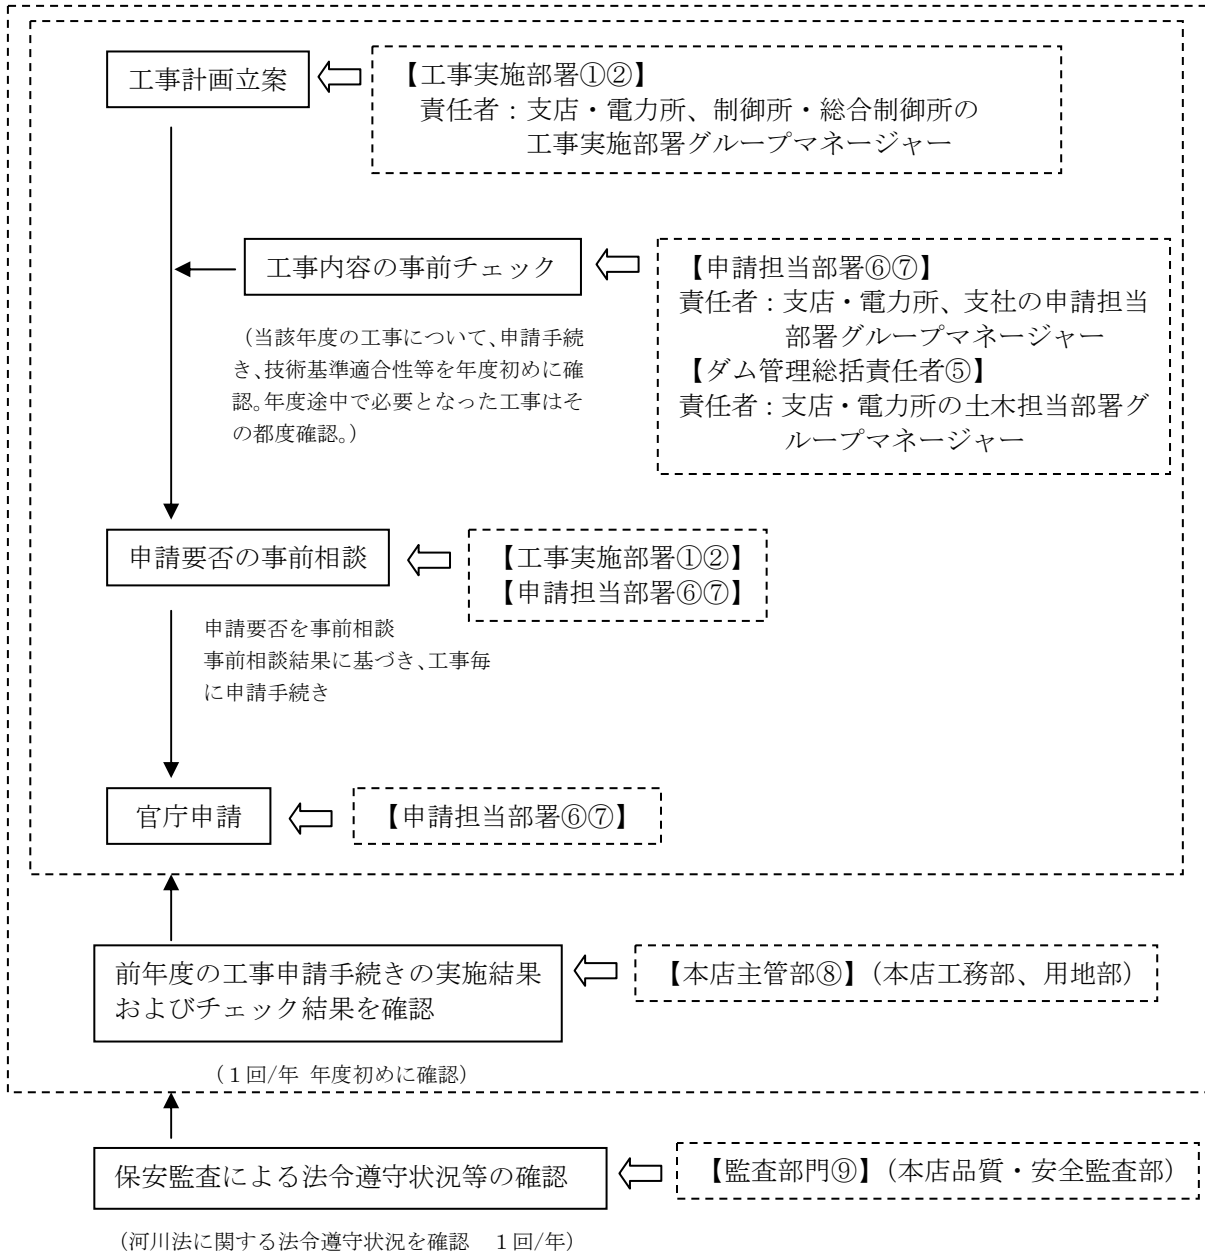 工事計画立案
【工事実施部署①②】
責任者：支店・電力所、制御所・総合制御所の
工事実施部署グループマネージャー
工事内容の事前チェック
（当該年度の工事について、申請手続
き、技術基準適合性等を年度初めに確
認。年度途中で必要となった工事はそ
の都度確認。）
【申請担当部署⑥⑦】
責任者：支店・電力所、支社の申請担当
部署グループマネージャー
【ダム管理総括責任者⑤】
責任者：支店・電力所の土木担当部署グ
ループマネージャー
申請要否の事前相談
【工事実施部署①②】
【申請担当部署⑥⑦】
申請要否を事前相談
事前相談結果に基づき、工事毎
に申請手続き
官庁申請
【申請担当部署⑥⑦】
前年度の工事申請手続きの実施結果
およびチェック結果を確認
【本店主管部⑧】（本店工務部、用地部）
（１回/年 年度初めに確認）
保安監査による法令遵守状況等の確認
【監査部門⑨】（本店品質・安全監査部）
（河川法に関する法令遵守状況を確認　１回/年）